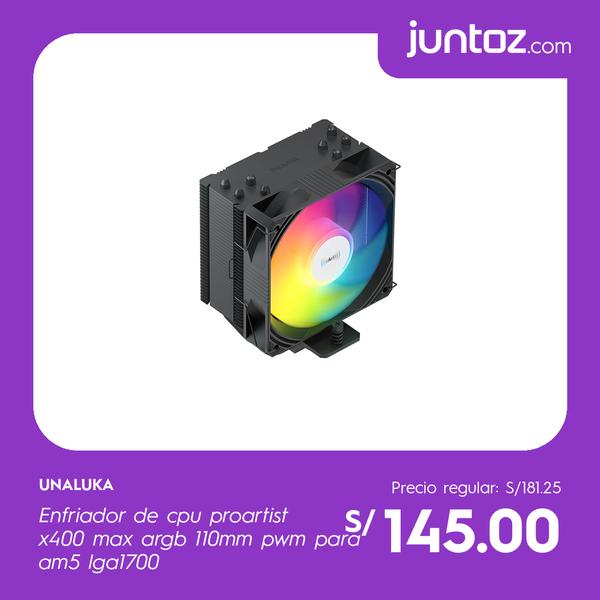 juntoz.com
UNALUKA
Enfriador de cpu proartist
x400 max argb 110mm pwm para
am5 lga1700
Precio regular: S/181.25
S/145.00